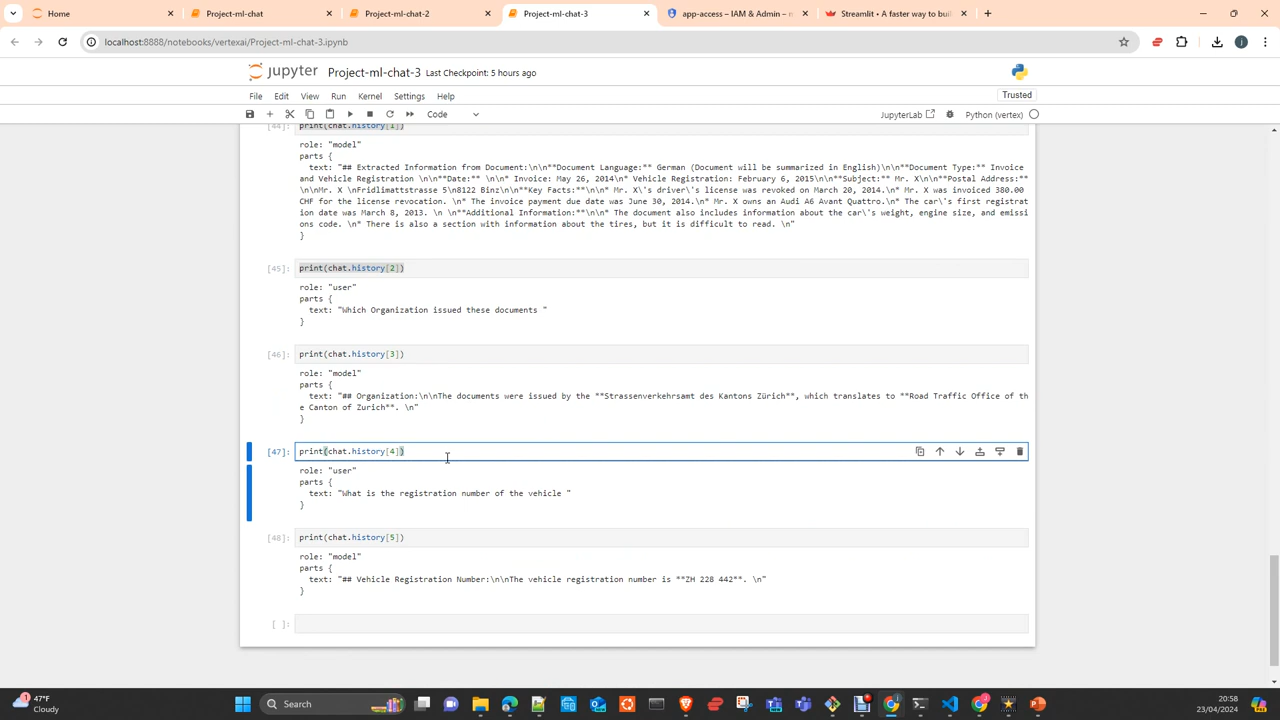 Home
Project-ml-chat
Project-ml-chat-2
Project-ml-chat-3
app-access – IAM & Admin –
Streamlit • A faster way to
localhost:8888/notebooks/vertexai/Project-ml-chat-3.ipynb
jupyter Project-ml-chat-3 Last Checkpoint: 5 hours ago
File Edit View Run Kernel Settings Help
Trusted
Code
JupyterLab
Python (vertex)
[44]: print(chat.history[1])
role: "model"
parts {
text: "## Extracted Information from Document:\n\n**Document Language:** German (Document will be summarized in English)\n\n**Document Type:** Invoice
and Vehicle Registration \n\n**Date:** \n\n* Invoice: May 26, 2014\n* Vehicle Registration: February 6, 2015\n\n**Subject:** Mr. X\n\n**Postal Address:**
\n\nMr. X \nFridlimattstrasse 5\n8122 Binz\n\n**Key Facts:**\n\n* Mr. X\'s driver\'s license was revoked on March 20, 2014.\n* Mr. X was invoiced 380.00
CHF for the license revocation. \n* The invoice payment due date was June 30, 2014.\n* Mr. X owns an Audi A6 Avant Quattro.\n* The car\'s first registrat
ion date was March 8, 2013. \n \n**Additional Information:**\n\n* The document also includes information about the car\'s weight, engine size, and emissi
ons code. \n* There is also a section with information about the tires, but it is difficult to read. \n"
}
[45]: print(chat.history[2])
role: "user"
parts {
text: "Which Organization issued these documents "
}
[46]: print(chat.history[3])
role: "model"
parts {
text: "## Organization:\n\nThe documents were issued by the **Strassenverkehrsamt des Kantons Zürich**, which translates to **Road Traffic Office of th
e Canton of Zurich**. \n"
}
[47]: print(chat.history[4])
role: "user"
parts {
text: "What is the registration number of the vehicle "
}
[48]: print(chat.history[5])
role: "model"
parts {
text: "## Vehicle Registration Number:\n\nThe vehicle registration number is **ZH 228 442**. \n"
}
[ ]:
47°F
Cloudy
Search
20:58
23/04/2024